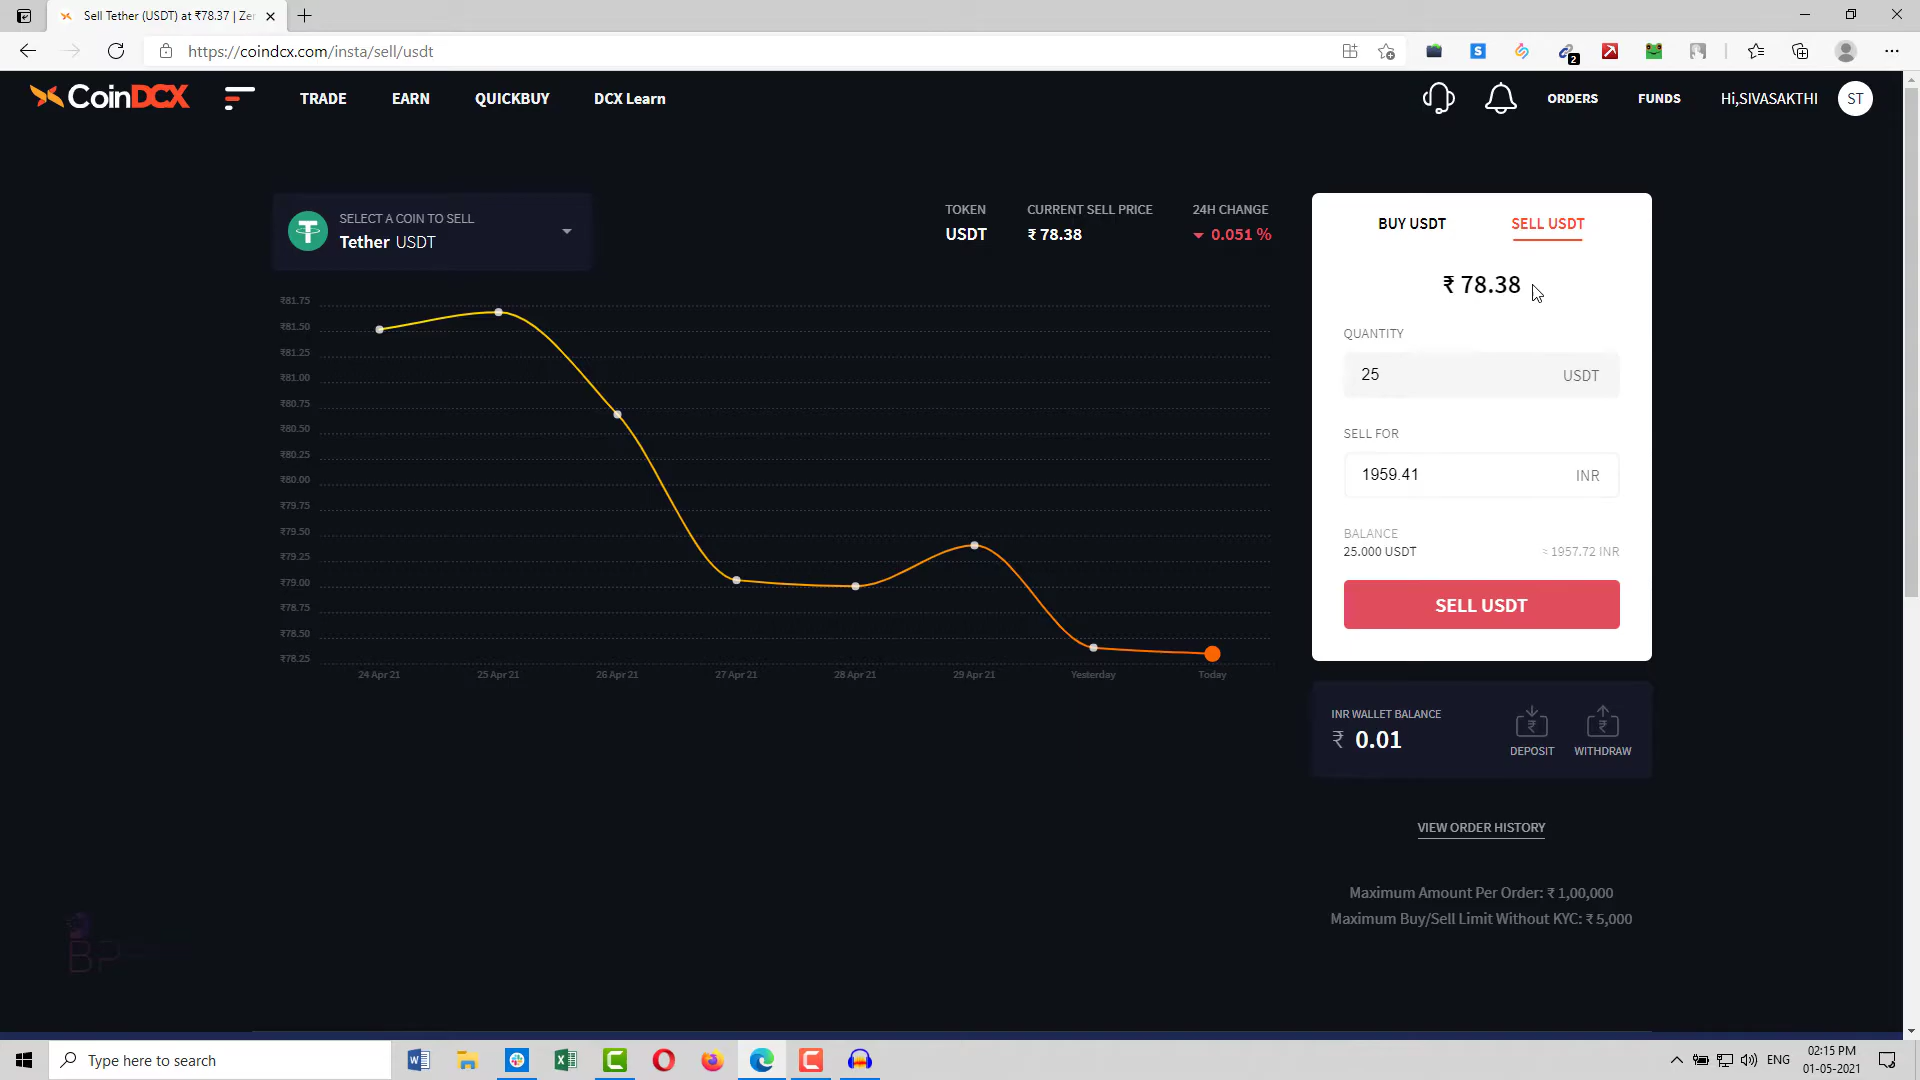 Sell Tether (USDT) at ₹78.37 | Zer
https://coindcx.com/insta/sell/usdt
2
CoinDCX
TRADE
EARN
QUICKBUY
DCX Learn
ORDERS
FUNDS
Hi,SIVASAKTHI
ST
SELECT A COIN TO SELL
Tether USDT
TOKEN
USDT
CURRENT SELL PRICE
₹ 78.38
24H CHANGE
0.051 %
₹81.75
₹81.50
₹81.25
₹81.00
₹80.75
₹80.50
₹80.25
₹80.00
₹79.75
₹79.50
₹79.25
₹79.00
₹78.75
₹78.50
₹78.25
24 Apr 21
25 Apr 21
26 Apr 21
27 Apr 21
28 Apr 21
29 Apr 21
Yesterday
Today
BUY USDT
SELL USDT
₹ 78.38
QUANTITY
25 USDT
SELL FOR
1959.41 INR
BALANCE
25.000 USDT
≈ 1957.72 INR
SELL USDT
INR WALLET BALANCE
₹ 0.01
DEPOSIT
WITHDRAW
VIEW ORDER HISTORY
Maximum Amount Per Order: ₹ 1,00,000
Maximum Buy/Sell Limit Without KYC: ₹ 5,000
BP
Type here to search
ENG
02:15 PM
01-05-2021